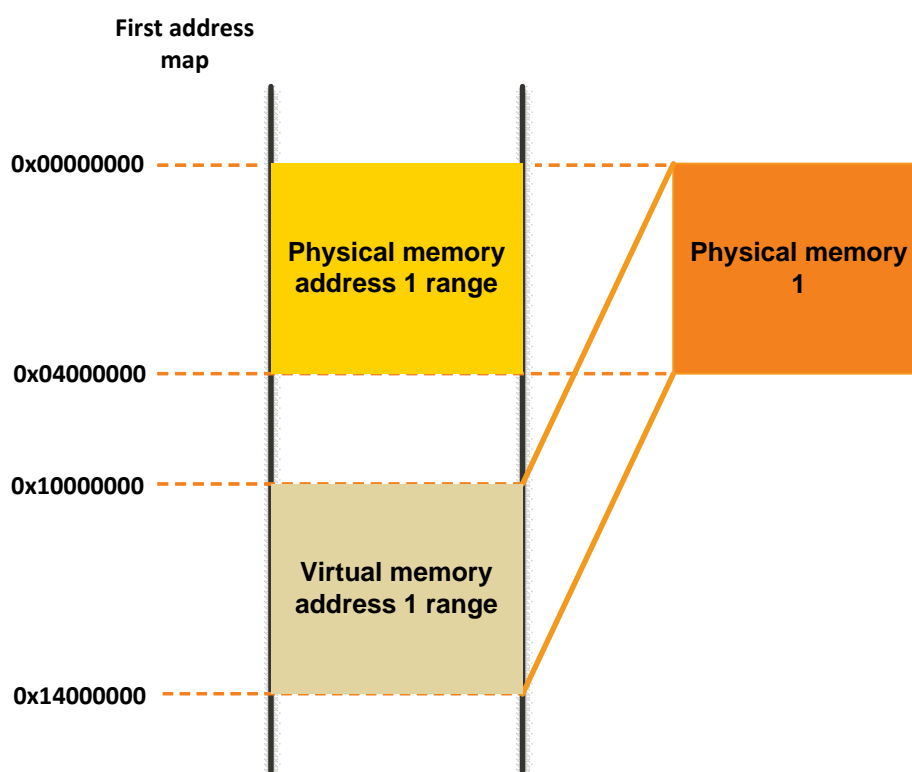 First address
map
0x00000000
Physical memory
address 1 range
Physical memory
1
0x04000000
0x10000000
Virtual memory
address 1 range
0x14000000